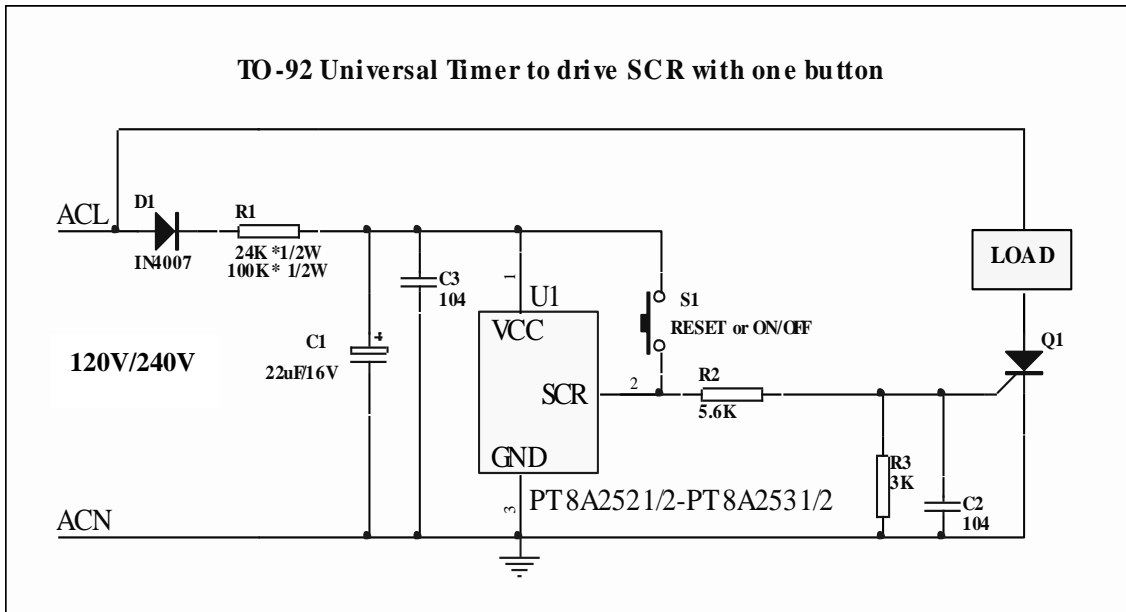 TO-92 Universal Timer to drive SCR with one button
D1
ACL
R1
IN4007
24K *1/2W
100K* 1/2W
C3
104
1
U1
VCC
S1
RESET or ON/OFF
LOAD
Q1
120V/240V
C1
+
22uF/16V
SCR
2
R2
5.6K
GND
R3
3K
C2
104
PT8A2521/2-PT8A2531/2
3
ACN